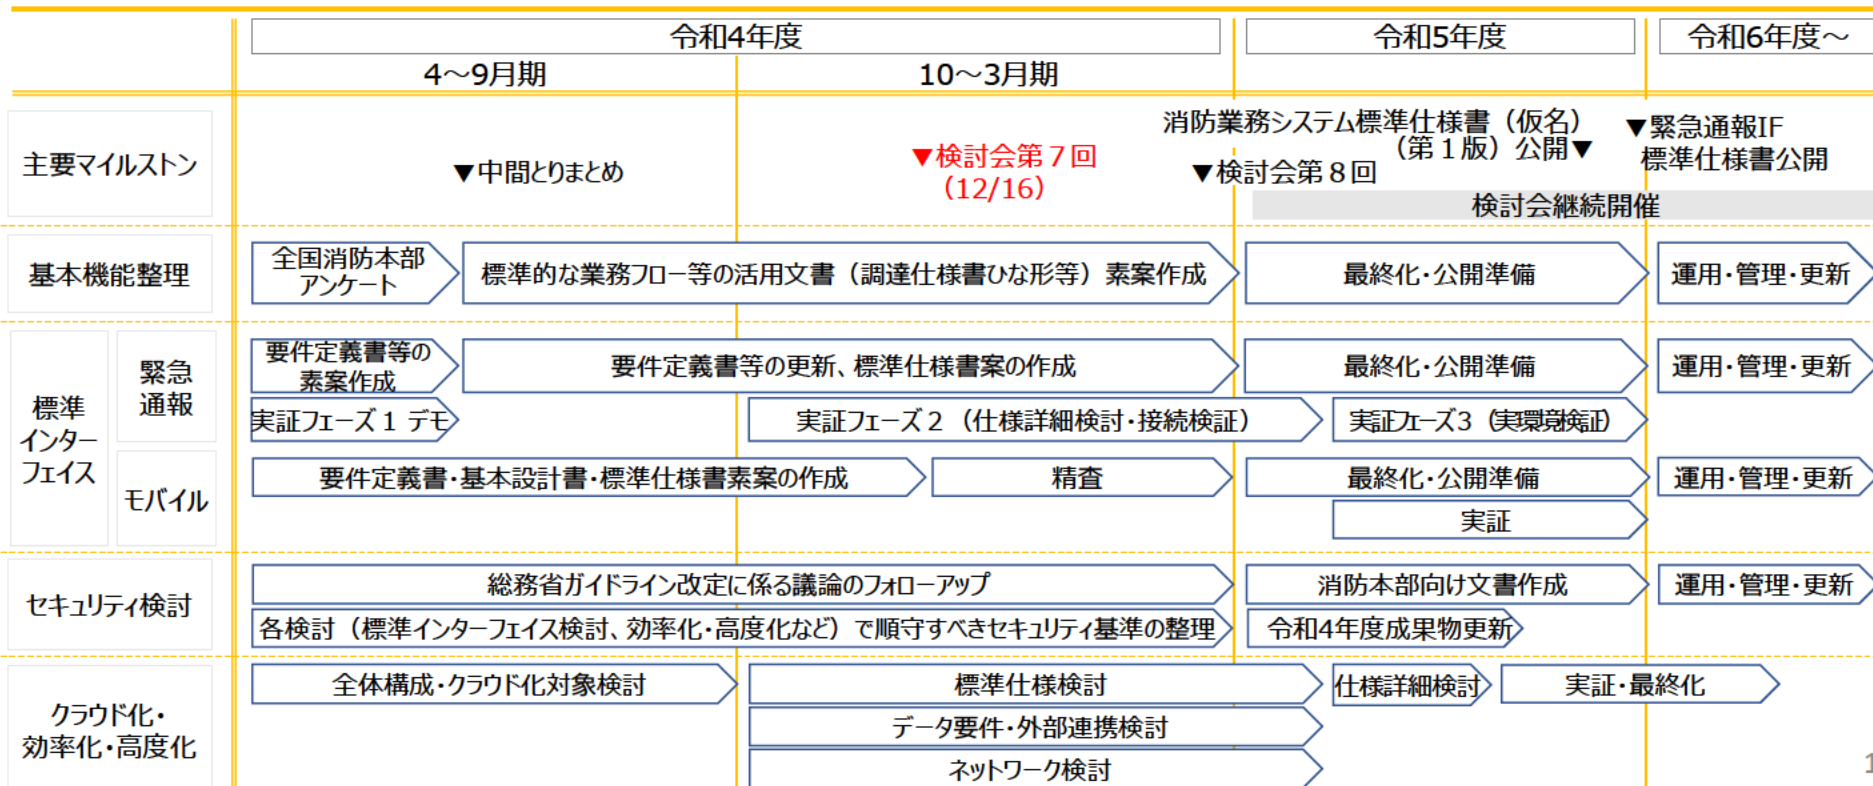 令和4年度
令和5年度
令和6年度～
4～9月期
10～3月期
主要マイルストン
▼中間とりまとめ
▼検討会第７回
（12/16）
消防業務システム標準仕様書（仮名）
（第１版）公開▼
▼検討会第８回
▼緊急通報IF
標準仕様書公開
検討会継続開催
基本機能整理
全国消防本部
アンケート
標準的な業務フロー等の活用文書（調達仕様書ひな形等）素案作成
最終化・公開準備
運用・管理・更新
標準
インター
フェイス
緊急
通報
要件定義書等の
素案作成
要件定義書等の更新、標準仕様書案の作成
最終化・公開準備
運用・管理・更新
実証フェーズ１ デモ
実証フェーズ２（仕様詳細検討・接続検証）
実証フェーズ3（実環境検証）
モバイル
要件定義書・基本設計書・標準仕様書素案の作成
精査
最終化・公開準備
運用・管理・更新
実証
セキュリティ検討
総務省ガイドライン改定に係る議論のフォローアップ
消防本部向け文書作成
運用・管理・更新
各検討（標準インターフェイス検討、効率化・高度化など）で順守すべきセキュリティ基準の整理
令和4年度成果物更新
クラウド化・
効率化・高度化
全体構成・クラウド化対象検討
標準仕様検討
仕様詳細検討
実証・最終化
データ要件・外部連携検討
ネットワーク検討
1